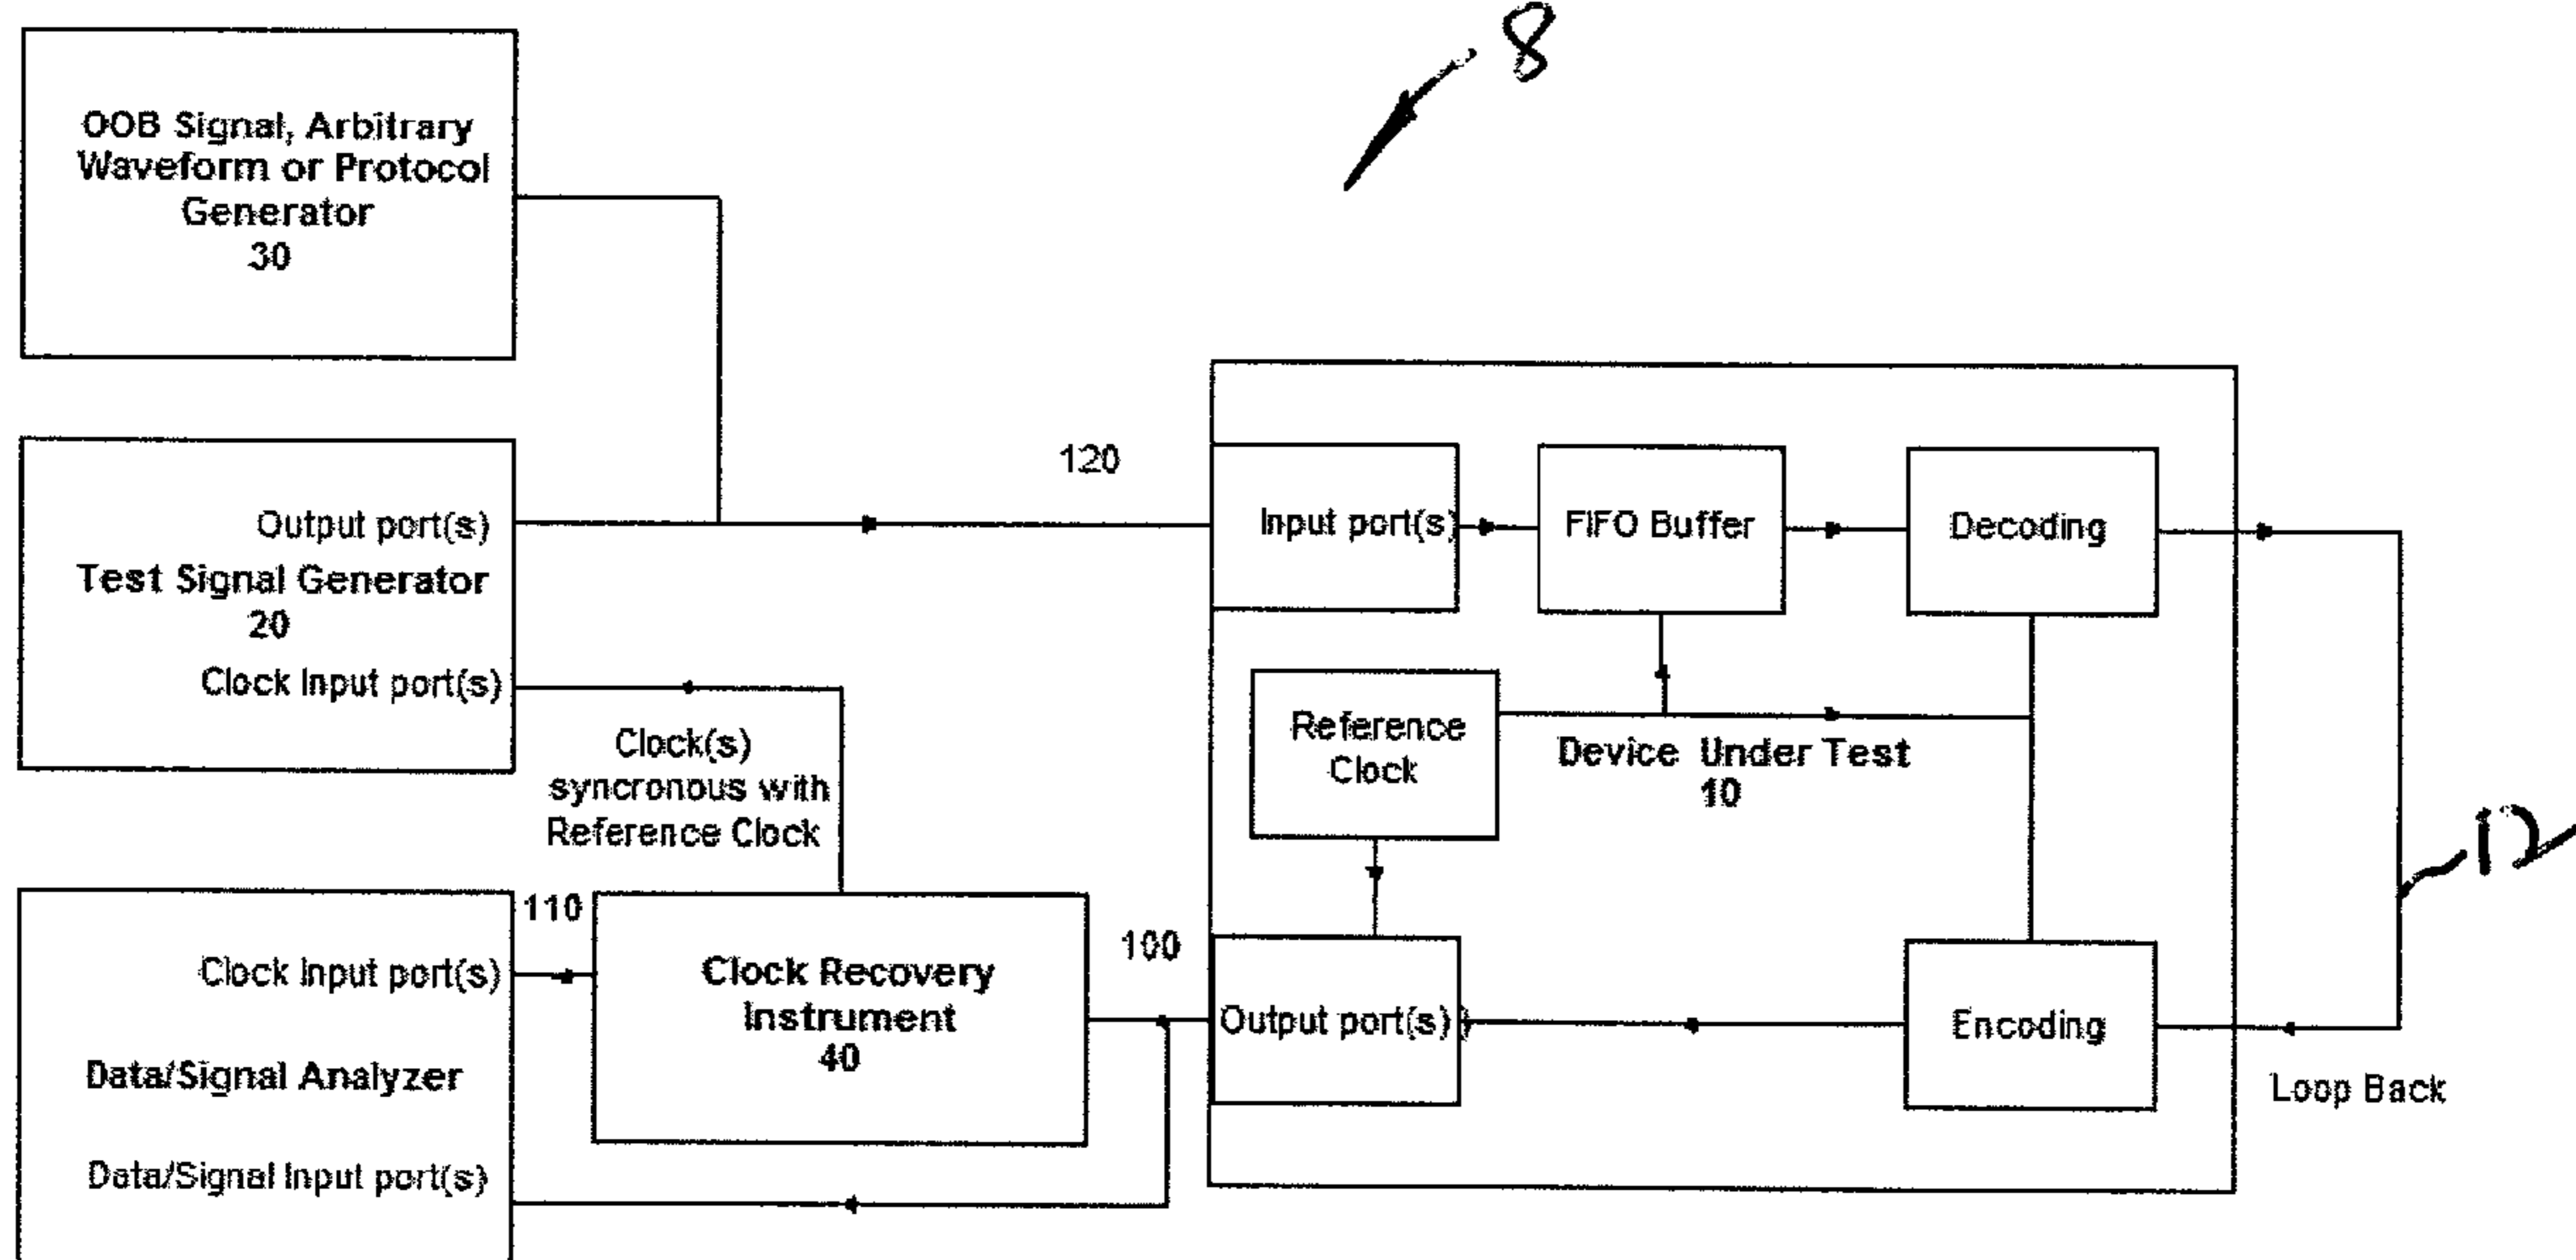 8
OOB Signal, Arbitrary
Waveform or Protocol
Generator
30
120
Output port(s)
Test Signal Generator
20
Clock Input port(s)
Input port(s)
FIFO Buffer
Decoding
Clock(s)
syncronous with
Reference Clock
Reference
Clock
Device Under Test
10
12
110
100
Clock Input port(s)
Data/Signal Analyzer
Data/Signal Input port(s)
Clock Recovery
Instrument
40
Output port(s)
Encoding
Loop Back